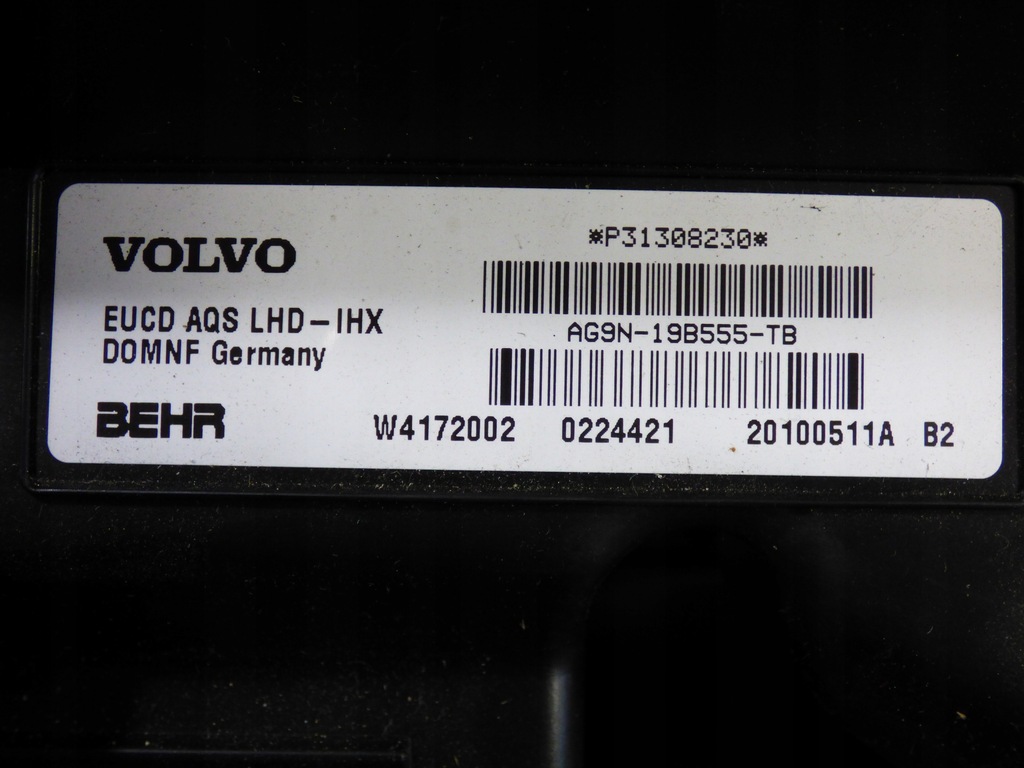 VOLVO
EUCD AQS LHD-IHX
DOMNF Germany
BEHR
*P31308230*
AG9N-19B555-TB
W4172002 0224421 20100511A B2